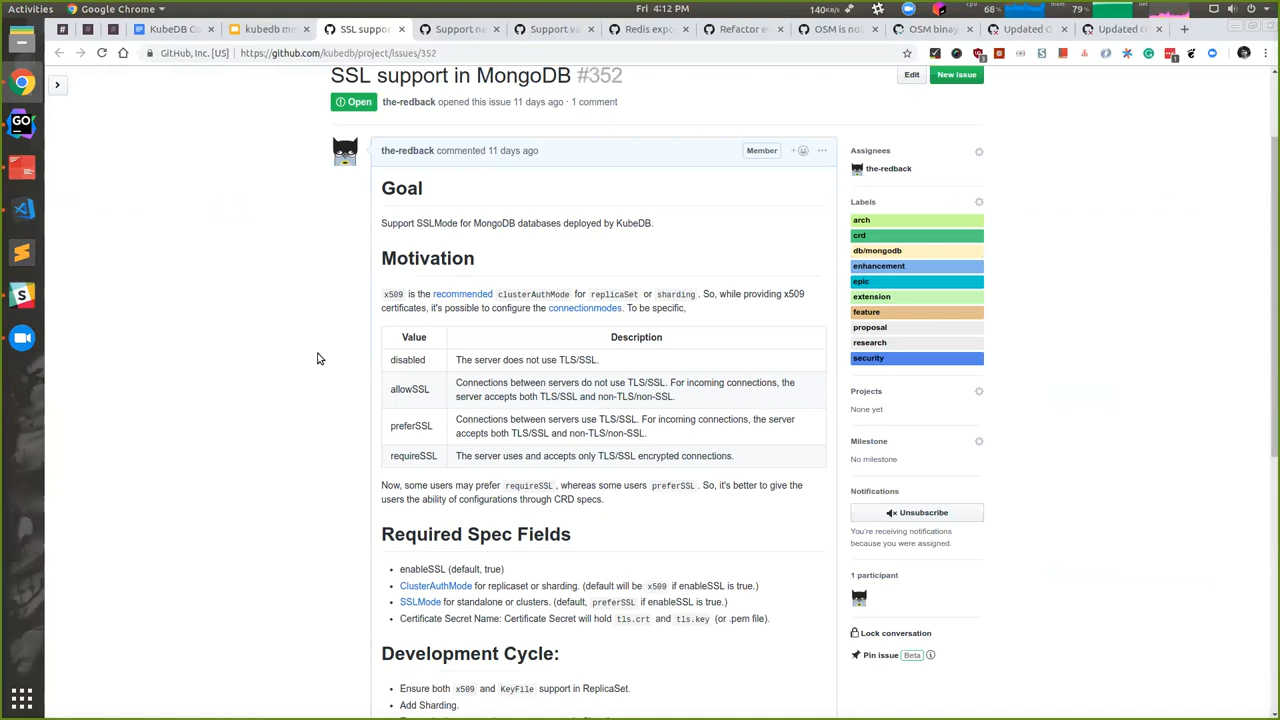 Activities
Google Chrome
Fri 4:12 PM
140KB/s
68%
cpu
79%
mem
net
KubeDB Co
kubedb me
SSL support
Support ne
Support va
Redis expo
Refactor e
OSM is no
OSM binary
Updated
Updated O
GitHub, Inc. [US]
https://github.com/kubedb/project/issues/352
SSL support in MongoDB #352
Edit
New issue
Open
the-redback opened this issue 11 days ago · 1 comment
the-redback commented 11 days ago
Member
Goal
Support SSLMode for MongoDB databases deployed by KubeDB.
Motivation
x509 is the recommended clusterAuthMode for replicaSet or sharding. So, while providing x509
certificates, it's possible to configure the connectionmodes. To be specific,
Value Description
disabled The server does not use TLS/SSL.
allowSSL Connections between servers do not use TLS/SSL. For incoming connections, the
server accepts both TLS/SSL and non-TLS/non-SSL.
preferSSL Connections between servers use TLS/SSL. For incoming connections, the server
accepts both TLS/SSL and non-TLS/non-SSL.
requireSSL The server uses and accepts only TLS/SSL encrypted connections.
Now, some users may prefer requireSSL, whereas some users preferSSL. So, it's better to give the
users the ability of configurations through CRD specs.
Required Spec Fields
• enableSSL (default, true)
• ClusterAuthMode for replicaset or sharding. (default will be x509 if enableSSL is true.)
• SSLMode for standalone or clusters. (default, preferSSL if enableSSL is true.)
• Certificate Secret Name: Certificate Secret will hold tls.crt and tls.key (or .pem file).
Development Cycle:
• Ensure both x509 and KeyFile support in ReplicaSet.
• Add Sharding.
Assignees
the-redback
Labels
arch
crd
db/mongodb
enhancement
epic
extension
feature
proposal
research
security
Projects
None yet
Milestone
No milestone
Notifications
Unsubscribe
You're receiving notifications
because you were assigned.
1 participant
Lock conversation
Pin issue Beta